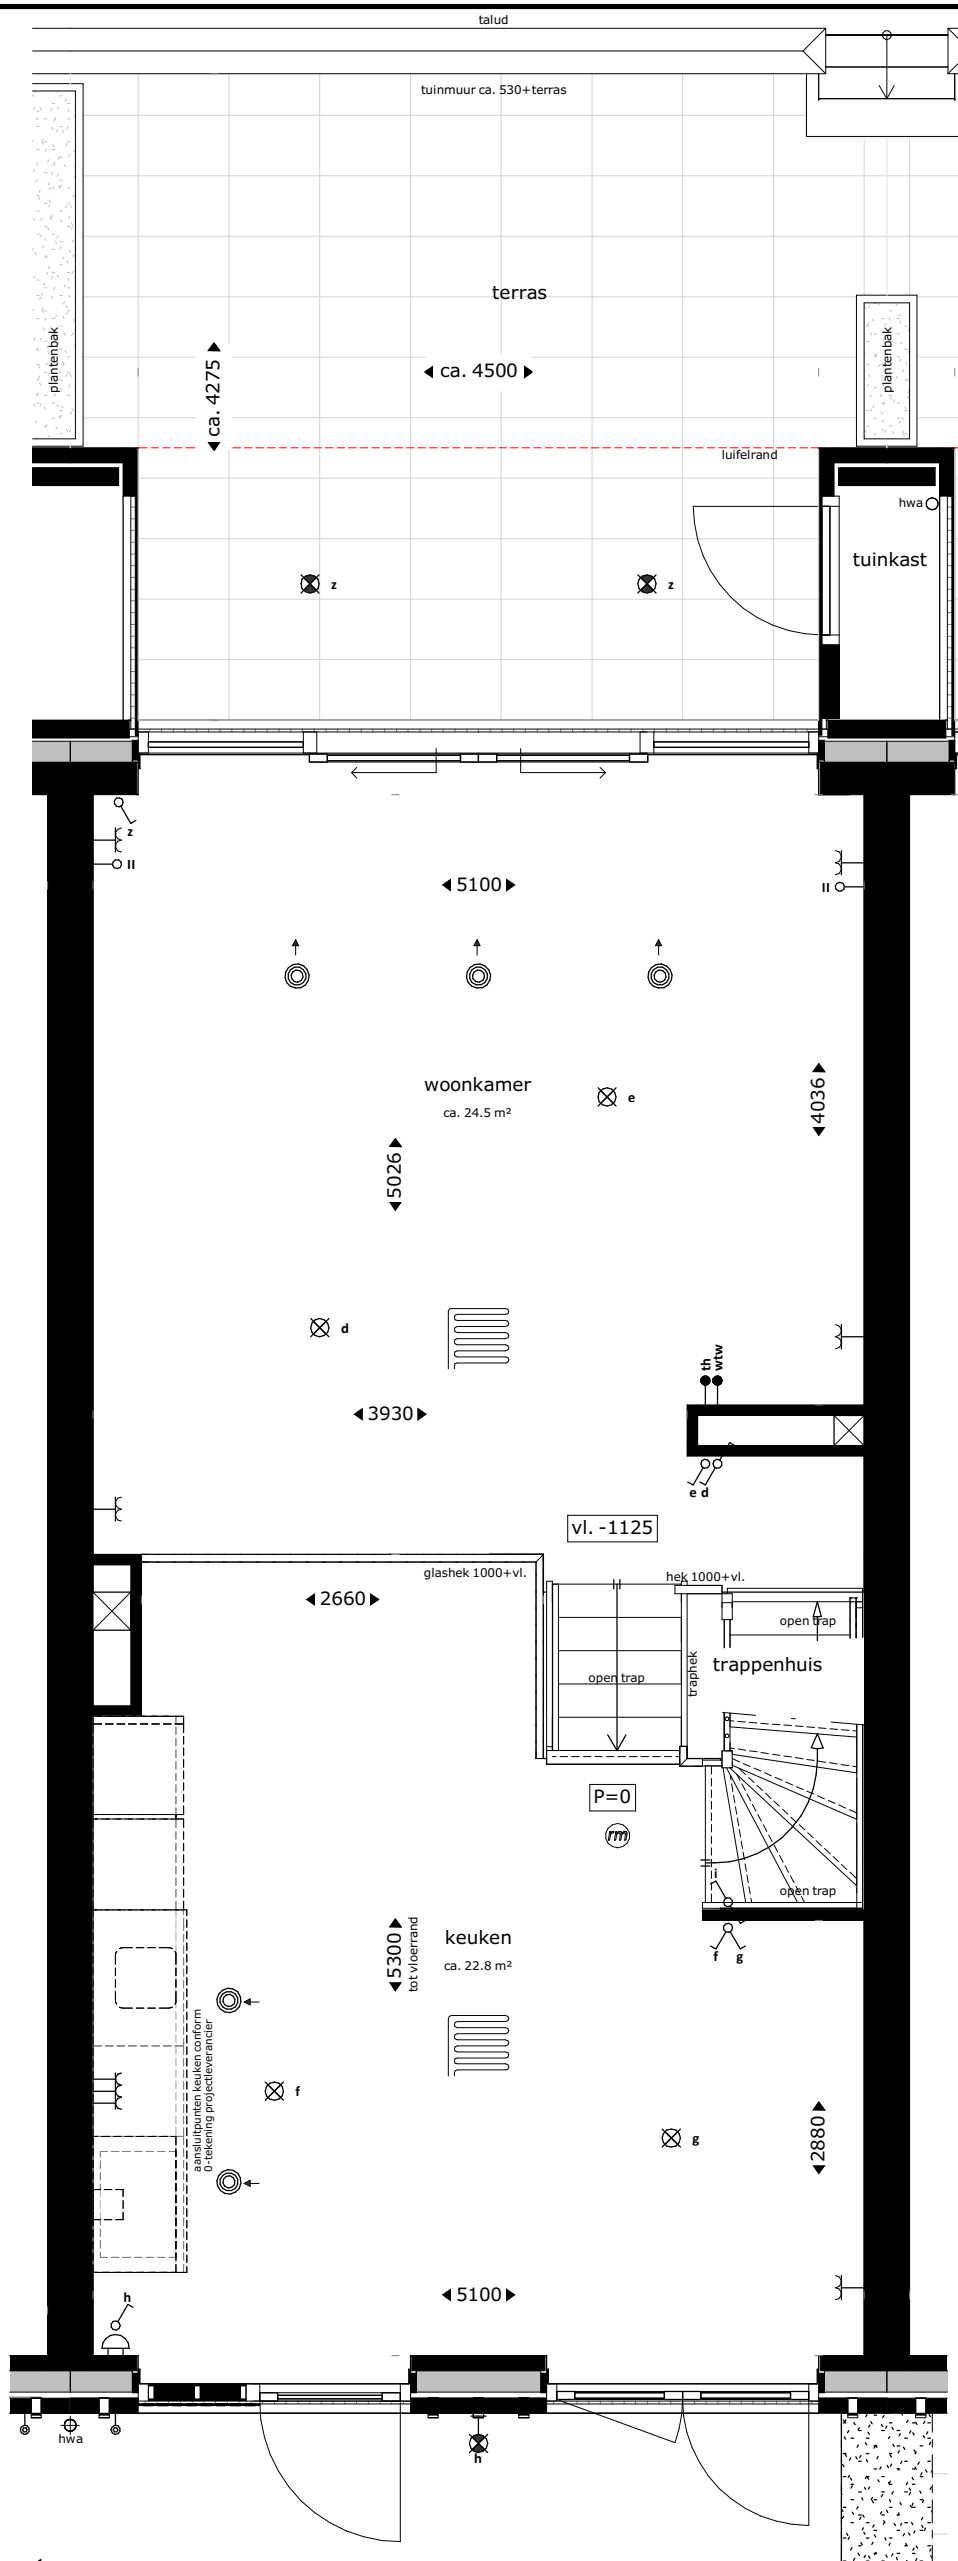 talud
tuinmuur ca. 530+terras
terras
plantenbak
plantenbak
ca. 4275
ca. 4500
luifelrand
hwa
tuinkast
z
z
z
II
5100
II
woonkamer
ca. 24.5 m²
e
4036
5026
d
th
wtw
3930
e d
vl. -1125
glashek 1000+vl.
hek 1000+vl.
2660
open trap
open trap
traphek
trappenhuis
P=0
rm
i
open trap
f
g
keuken
ca. 22.8 m²
5300
tot vloerrand
aansluitpunten keuken conform
0-tekening projectleverancier
f
g
2880
5100
h
hwa
h